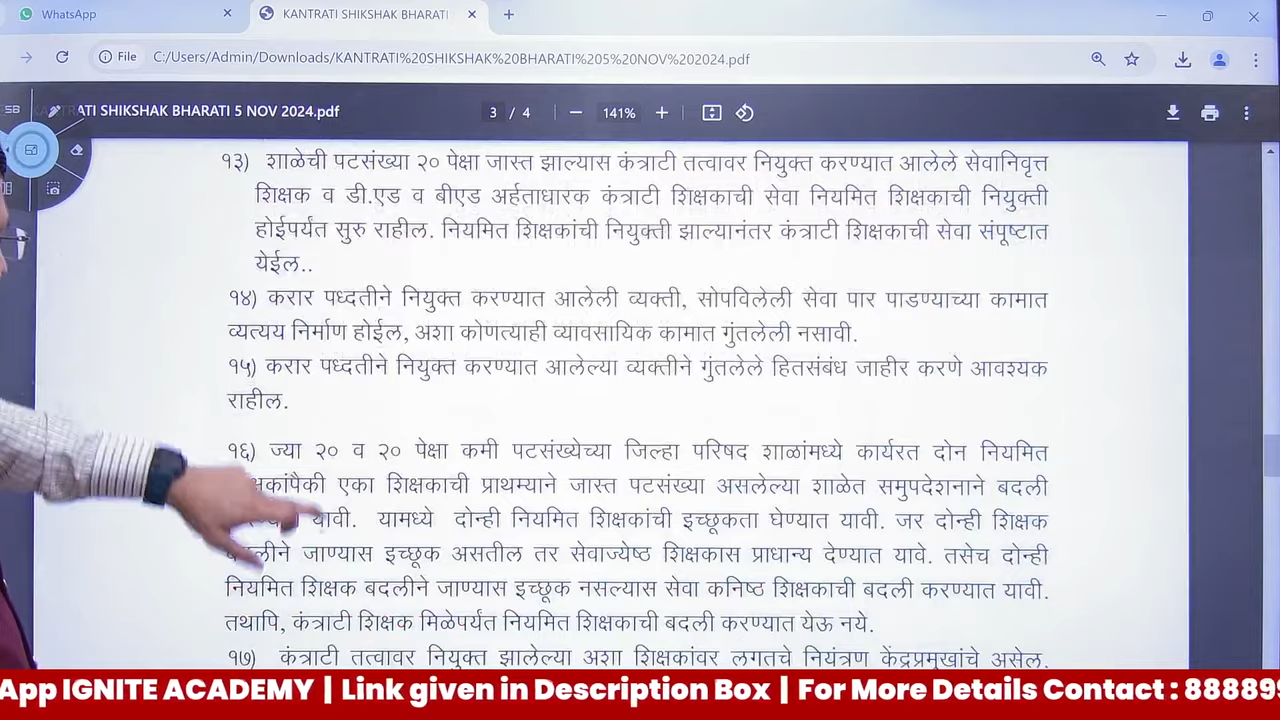 WhatsApp
KANTRATI SHIKSHAK BHARATI
File
C:/Users/Admin/Downloads/KANTRATI%20SHIKSHAK%20BHARATI%205%20NOV%202024.pdf
TRATI SHIKSHAK BHARATI 5 NOV 2024.pdf
3 / 4
141%
१३) शाळेची पटसंख्या २० पेक्षा जास्त झाल्यास कंत्राटी तत्वावर नियुक्त करण्यात आलेले सेवानिवृत्त
शिक्षक व डी.एड व बीएड अर्हताधारक कंत्राटी शिक्षकाची सेवा नियमित शिक्षकाची नियुक्ती
होईपर्यंत सुरु राहील. नियमित शिक्षकांची नियुक्ती झाल्यानंतर कंत्राटी शिक्षकाची सेवा संपूष्टात
येईल..
१४) करार पध्दतीने नियुक्त करण्यात आलेली व्यक्ती, सोपविलेली सेवा पार पाडण्याच्या कामात
व्यत्यय निर्माण होईल, अशा कोणत्याही व्यावसायिक कामात गुंतलेली नसावी.
१५) करार पध्दतीने नियुक्त करण्यात आलेल्या व्यक्तीने गुंतलेले हितसंबंध जाहीर करणे आवश्यक
राहील.
१६) ज्या २० व २० पेक्षा कमी पटसंख्येच्या जिल्हा परिषद शाळांमध्ये कार्यरत दोन नियमित
एका शिक्षकाची प्राथम्याने जास्त पटसंख्या असलेल्या शाळेत समुपदेशनाने बदली
यावी. यामध्ये दोन्ही नियमित शिक्षकांची इच्छूकता घेण्यात यावी. जर दोन्ही शिक्षक
जाण्यास इच्छूक असतील तर सेवाज्येष्ठ शिक्षकास प्राधान्य देण्यात यावे. तसेच दोन्ही
नियमित शिक्षक बदलीने जाण्यास इच्छूक नसल्यास सेवा कनिष्ठ शिक्षकाची बदली करण्यात यावी.
तथापि, कंत्राटी शिक्षक मिळेपर्यंत नियमित शिक्षकाची बदली करण्यात येऊ नये.
१७) कंत्राटी तत्वावर नियुक्त झालेल्या अशा शिक्षकांवर लगतचे नियंत्रण केंद्रप्रमुखांचे असेल.
App IGNITE ACADEMY | Link given in Description Box | For More Details Contact : 88889